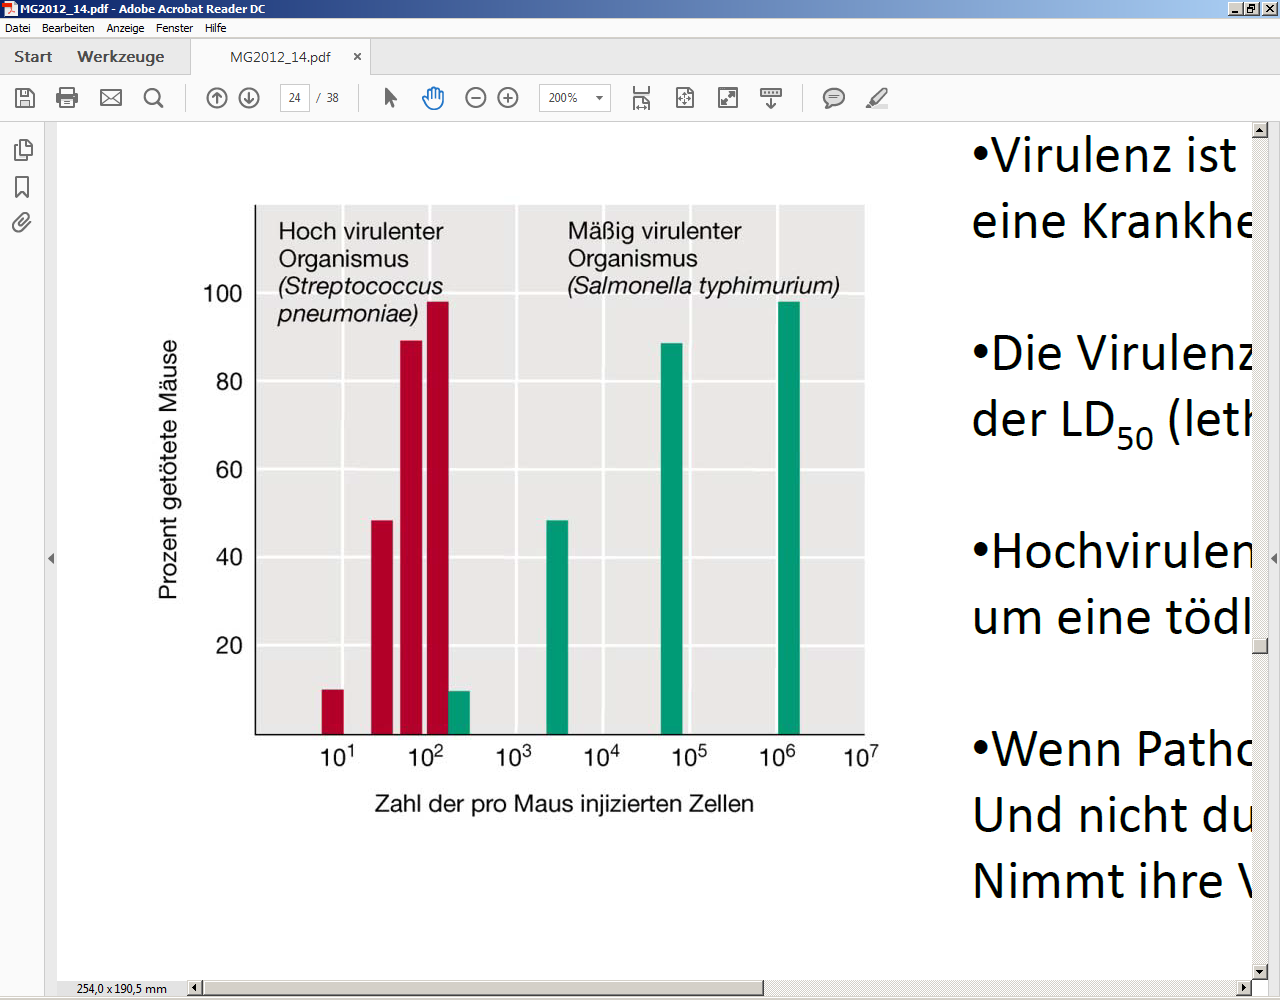 MG2012_14.pdf - Adobe Acrobat Reader DC
Datei Bearbeiten Anzeige Fenster Hilfe
Start Werkzeuge MG2012_14.pdf
24 / 38 200%
Hoch virulenter
Organismus
(Streptococcus
pneumoniae)
Mäßig virulenter
Organismus
(Salmonella typhimurium)
Prozent getötete Mäuse
100
80
60
40
20
10¹ 10² 10³ 10⁴ 10⁵ 10⁶ 10⁷
Zahl der pro Maus injizierten Zellen
•Virulenz ist
eine Krankhe
•Die Virulenz
der LD₅₀ (leth
•Hochvirulen
um eine tödl
•Wenn Patho
Und nicht du
Nimmt ihre V
254,0 x 190,5 mm